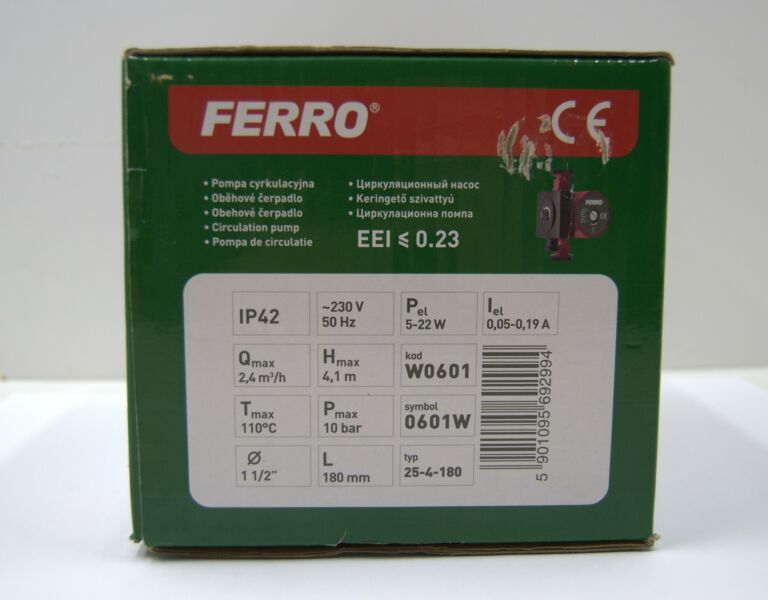 FERRO® CE
• Pompa cyrkulacyjna
• Oběhové čerpadlo
• Obehové čerpadlo
• Circulation pump
• Pompa de circulatie
• Циркуляционный насос
• Keringető szivattyú
• Циркулационна помпа
EEI ≤ 0.23
FERRO
IP42
~230 V
50 Hz
Pel
5-22 W
Iel
0,05-0,19 A
Qmax
2,4 m³/h
Hmax
4,1 m
kod
W0601
Tmax
110°C
Pmax
10 bar
symbol
0601W
Ø
1 1/2”
L
180 mm
typ
25-4-180
5 901095 692994